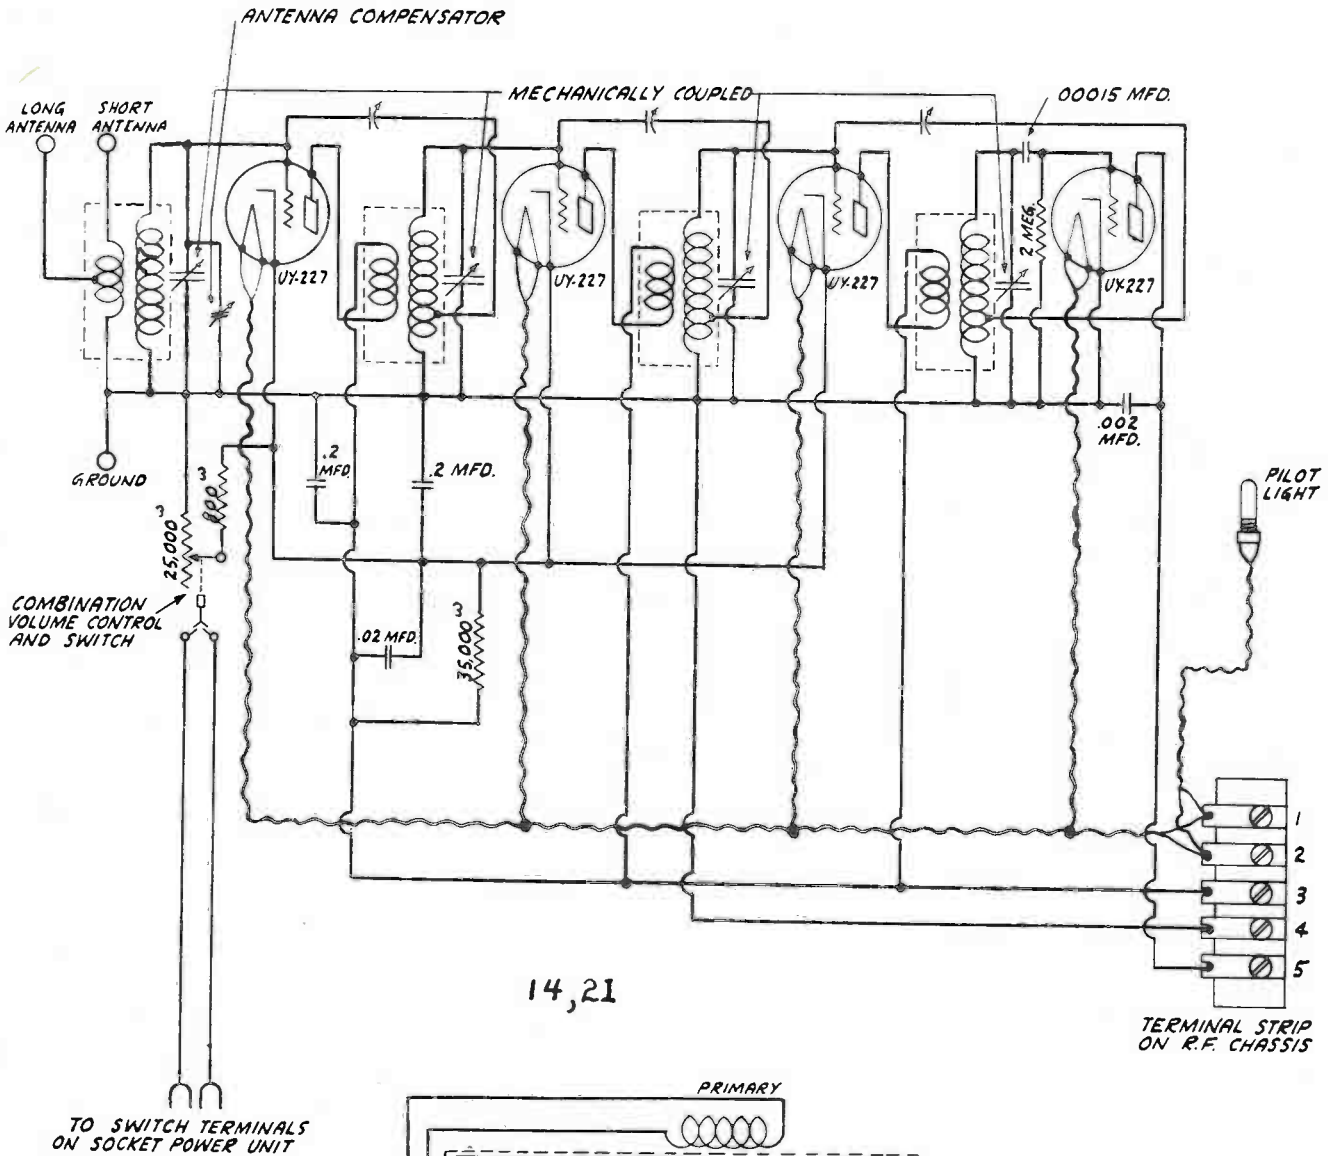 ANTENNA COMPENSATOR
LONG
ANTENNA
SHORT
ANTENNA
MECHANICALLY COUPLED
.00015 MFD.
UY-227
UY-227
UY-227
2 MEG.
UY-227
.002
MFD.
GROUND
.2
MFD
.2 MFD.
800 ω
25,000 ω
COMBINATION
VOLUME CONTROL
AND SWITCH
.02 MFD.
35,000 ω
PILOT
LIGHT
1
2
3
4
5
14,21
TERMINAL STRIP
ON R.F. CHASSIS
PRIMARY
TO SWITCH TERMINALS
ON SOCKET POWER UNIT